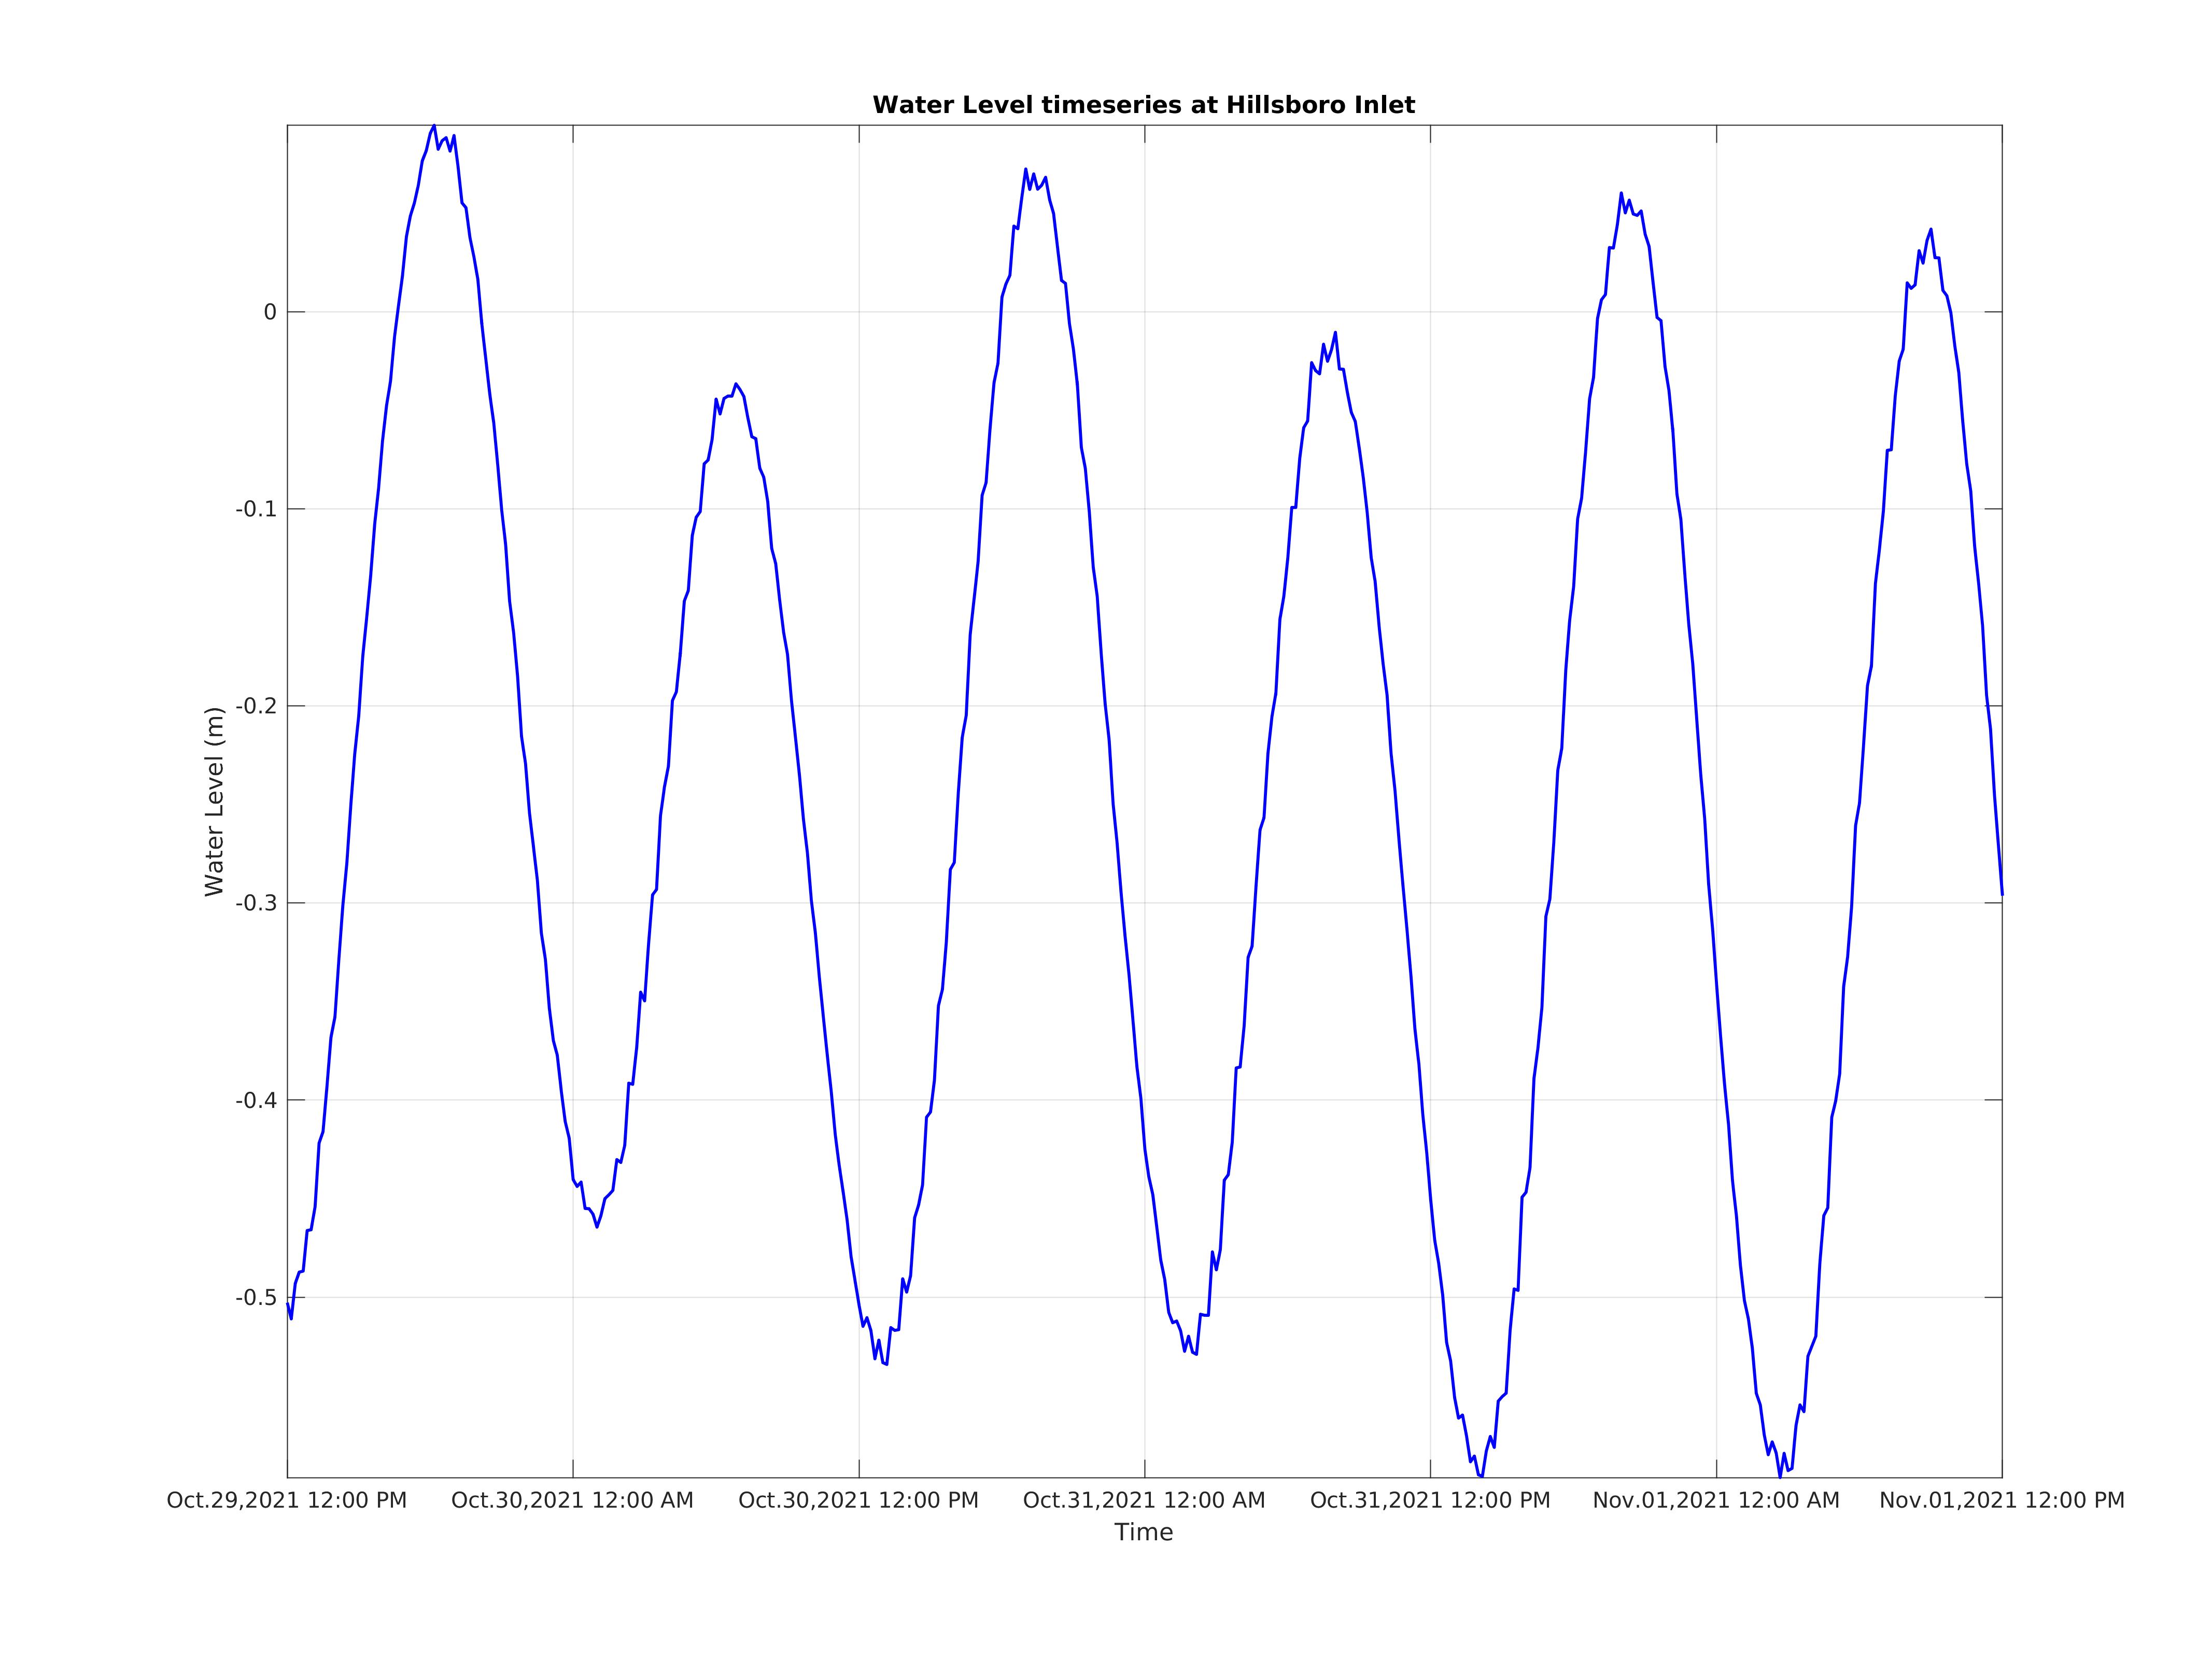 Water Level timeseries at Hillsboro Inlet
0
-0.1
-0.2
-0.3
-0.4
-0.5
Water Level (m)
Oct.29,2021 12:00 PM
Oct.30,2021 12:00 AM
Oct.30,2021 12:00 PM
Oct.31,2021 12:00 AM
Oct.31,2021 12:00 PM
Nov.01,2021 12:00 AM
Nov.01,2021 12:00 PM
Time